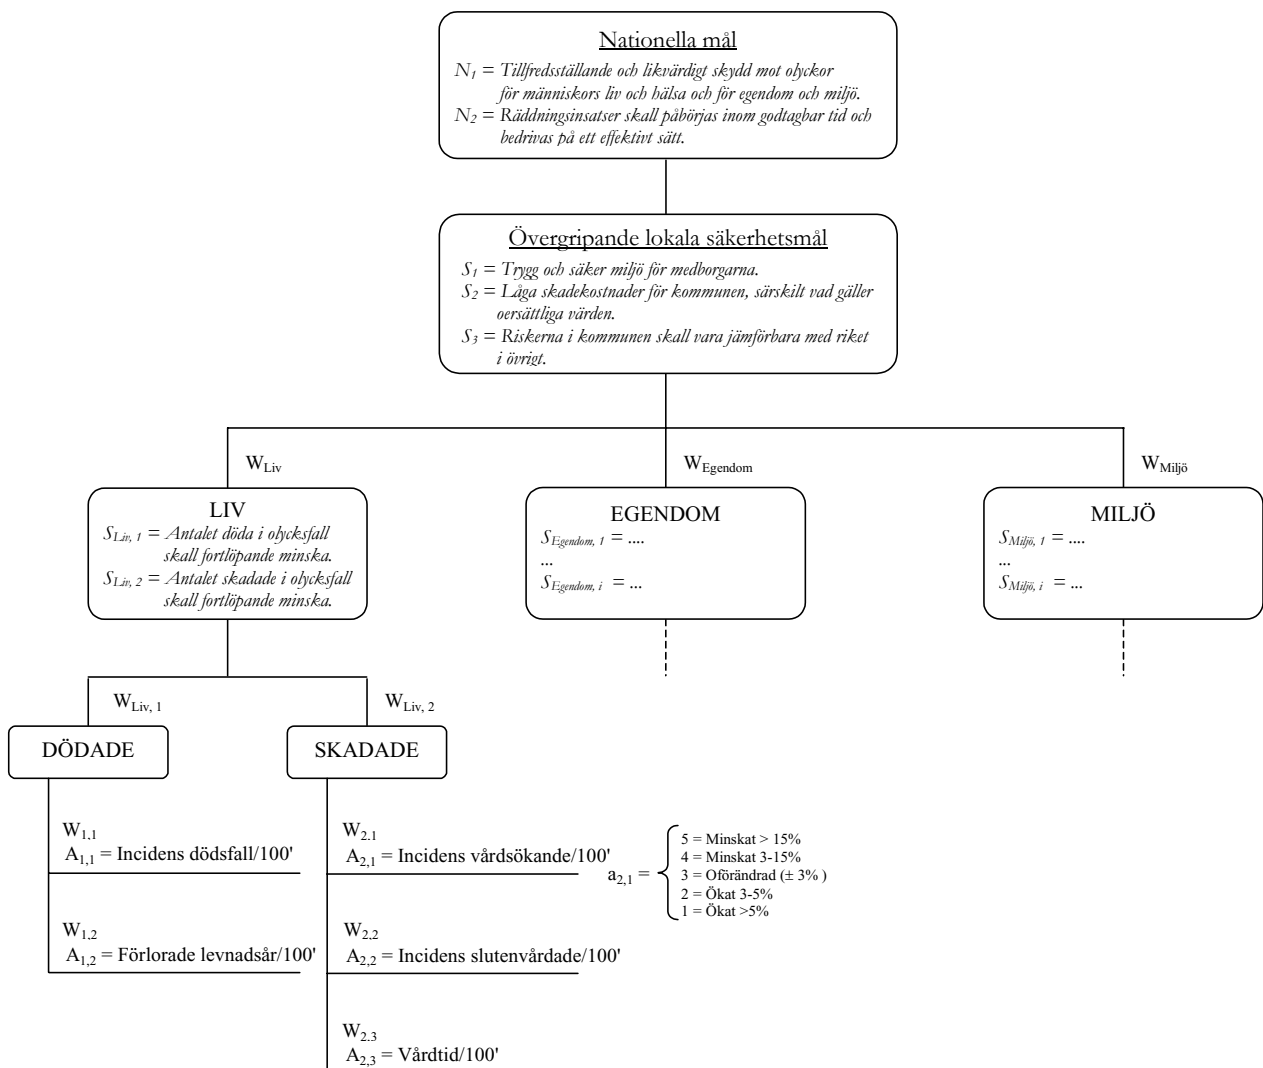 Nationella mål
N1 = Tillfredsställande och likvärdigt skydd mot olyckor
för människors liv och hälsa och för egendom och miljö.
N2 = Räddningsinsatser skall påbörjas inom godtagbar tid och
bedrivas på ett effektivt sätt.
Övergripande lokala säkerhetsmål
S1 = Trygg och säker miljö för medborgarna.
S2 = Låga skadekostnader för kommunen, särskilt vad gäller
oersättliga värden.
S3 = Riskerna i kommunen skall vara jämförbara med riket
i övrigt.
WLiv
WEgendom
WMiljö
LIV
SLiv, 1 = Antalet döda i olycksfall
skall fortlöpande minska.
SLiv, 2 = Antalet skadade i olycksfall
skall fortlöpande minska.
EGENDOM
SEgendom, 1 = ....
...
SEgendom, i = ...
MILJÖ
SMiljö, 1 = ....
...
SMiljö, i = ...
WLiv, 1
WLiv, 2
DÖDADE
SKADADE
W1,1
A1,1 = Incidens dödsfall/100'
W1,2
A1,2 = Förlorade levnadsår/100'
W2.1
A2,1 = Incidens vårdsökande/100'
a2,1 =
5 = Minskat > 15%
4 = Minskat 3-15%
3 = Oförändrad (± 3% )
2 = Ökat 3-5%
1 = Ökat >5%
W2.2
A2,2 = Incidens slutenvårdade/100'
W2.3
A2,3 = Vårdtid/100'